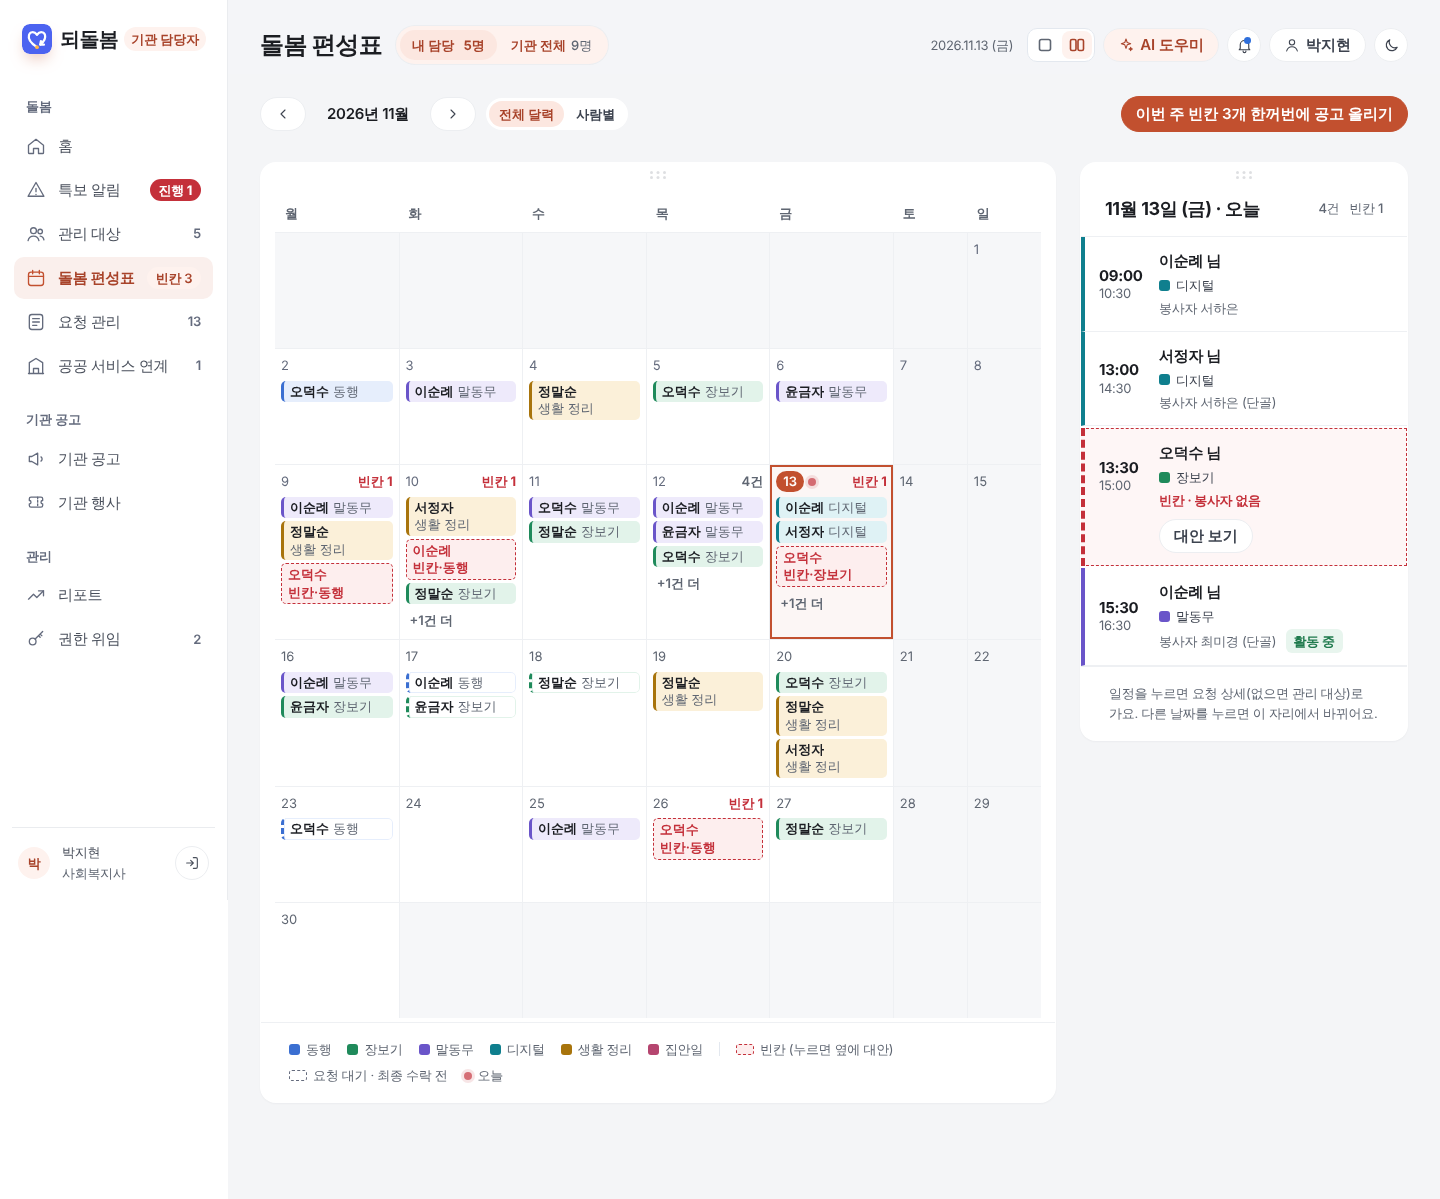 되돌봄 기관 담당자
돌봄
홈
특보 알림 진행 1
관리 대상 5
돌봄 편성표 빈칸 3
요청 관리 13
공공 서비스 연계 1
기관 공고
기관 공고
기관 행사
관리
리포트
권한 위임 2
박 박지현
사회복지사
돌봄 편성표 내 담당 5명 기관 전체 9명
2026.11.13 (금) AI 도우미 박지현
2026년 11월 전체 달력 사람별
이번 주 빈칸 3개 한꺼번에 공고 올리기
월 화 수 목 금 토 일
1
2 3 4 5 6 7 8
오덕수 동행
이순례 말동무
정말순
생활 정리
오덕수 장보기
윤금자 말동무
9 빈칸 1
이순례 말동무
정말순
생활 정리
오덕수
빈칸·동행
10 빈칸 1
서정자
생활 정리
이순례
빈칸·동행
정말순 장보기
+1건 더
11
오덕수 말동무
정말순 장보기
12 4건
이순례 말동무
윤금자 말동무
오덕수 장보기
+1건 더
13 빈칸 1
이순례 디지털
서정자 디지털
오덕수
빈칸·장보기
+1건 더
14 15
16
이순례 말동무
윤금자 장보기
17
이순례 동행
윤금자 장보기
18
정말순 장보기
19
정말순
생활 정리
20
오덕수 장보기
정말순
생활 정리
서정자
생활 정리
21 22
23
오덕수 동행
24
25
이순례 말동무
26 빈칸 1
오덕수
빈칸·동행
27
정말순 장보기
28 29
30
동행 장보기 말동무 디지털 생활 정리 집안일 빈칸 (누르면 옆에 대안)
요청 대기 · 최종 수락 전 오늘
11월 13일 (금) · 오늘 4건 빈칸 1
09:00
10:30
이순례 님
디지털
봉사자 서하은
13:00
14:30
서정자 님
디지털
봉사자 서하은 (단골)
13:30
15:00
오덕수 님
장보기
빈칸 · 봉사자 없음
대안 보기
15:30
16:30
이순례 님
말동무
봉사자 최미경 (단골) 활동 중
일정을 누르면 요청 상세(없으면 관리 대상)로
가요. 다른 날짜를 누르면 이 자리에서 바뀌어요.